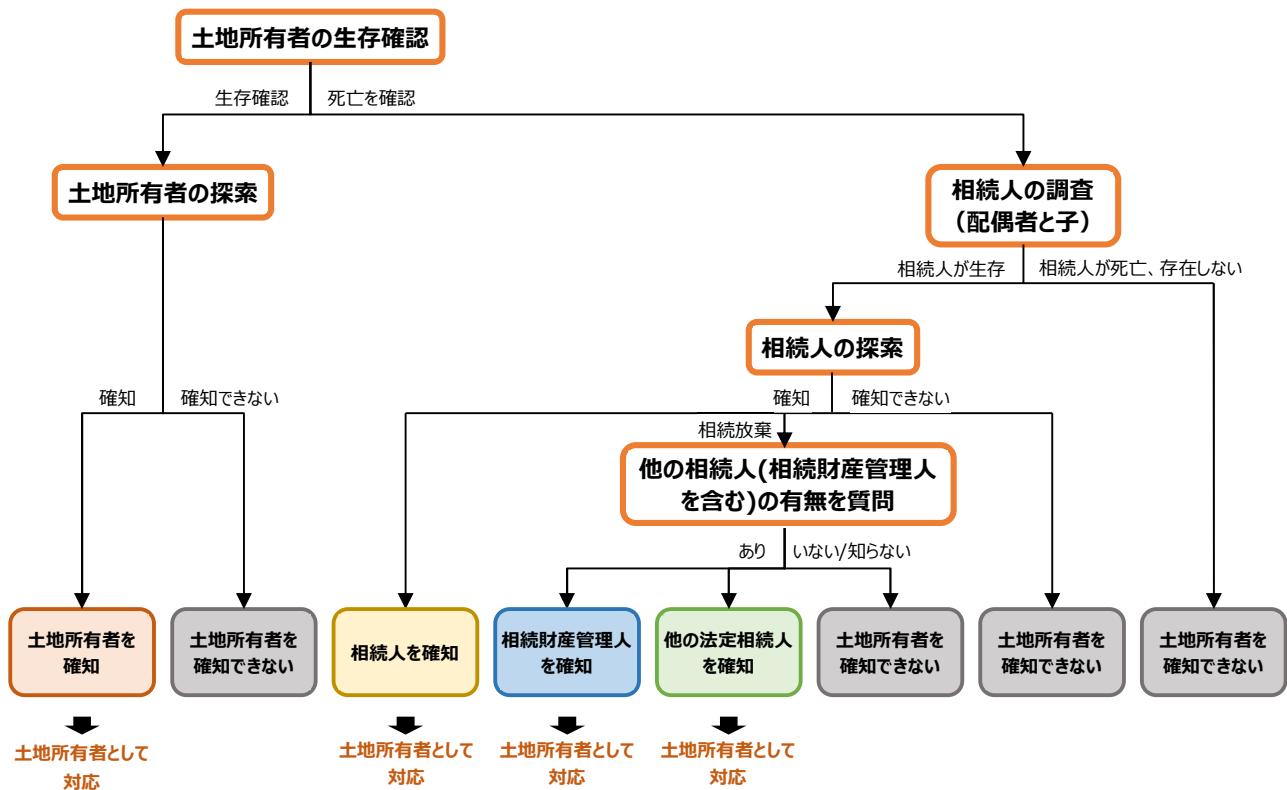 土地所有者の生存確認
生存確認
死亡を確認
土地所有者の探索
相続人の調査
（配偶者と子）
相続人が生存
相続人が死亡、存在しない
相続人の探索
確知
確知できない
確知
確知できない
相続放棄
他の相続人(相続財産管理人
を含む)の有無を質問
あり
いない/知らない
土地所有者を
確知
土地所有者を
確知できない
相続人を確知
相続財産管理人
を確知
他の法定相続人
を確知
土地所有者を
確知できない
土地所有者を
確知できない
土地所有者を
確知できない
土地所有者として
対応
土地所有者として
対応
土地所有者として
対応
土地所有者として
対応